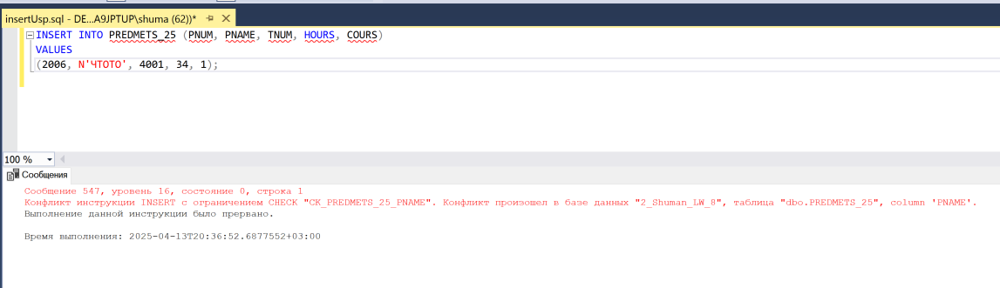 insertUsp.sql - DE...A9JPTUP\shuma (62))*
INSERT INTO PREDMETS_25 (PNUM, PNAME, TNUM, HOURS, COURS)
VALUES
(2006, N'ЧТОТО', 4001, 34, 1);
100 %
Сообщения
Сообщение 547, уровень 16, состояние 0, строка 1
Конфликт инструкции INSERT с ограничением CHECK "CK_PREDMETS_25_PNAME". Конфликт произошел в базе данных "2_Shuman_LW_8", таблица "dbo.PREDMETS_25", column 'PNAME'.
Выполнение данной инструкции было прервано.
Время выполнения: 2025-04-13T20:36:52.6877552+03:00